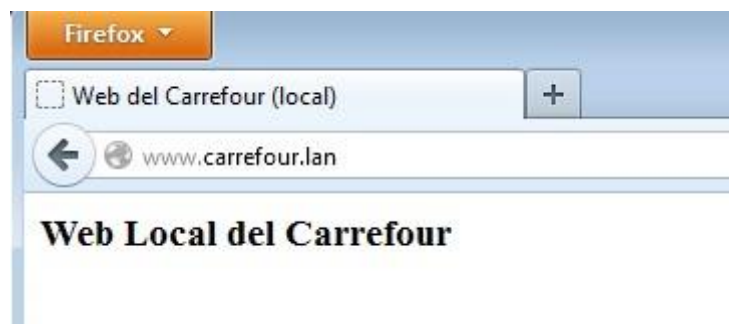 Firefox
Web del Carrefour (local)
www.carrefour.lan
Web Local del Carrefour